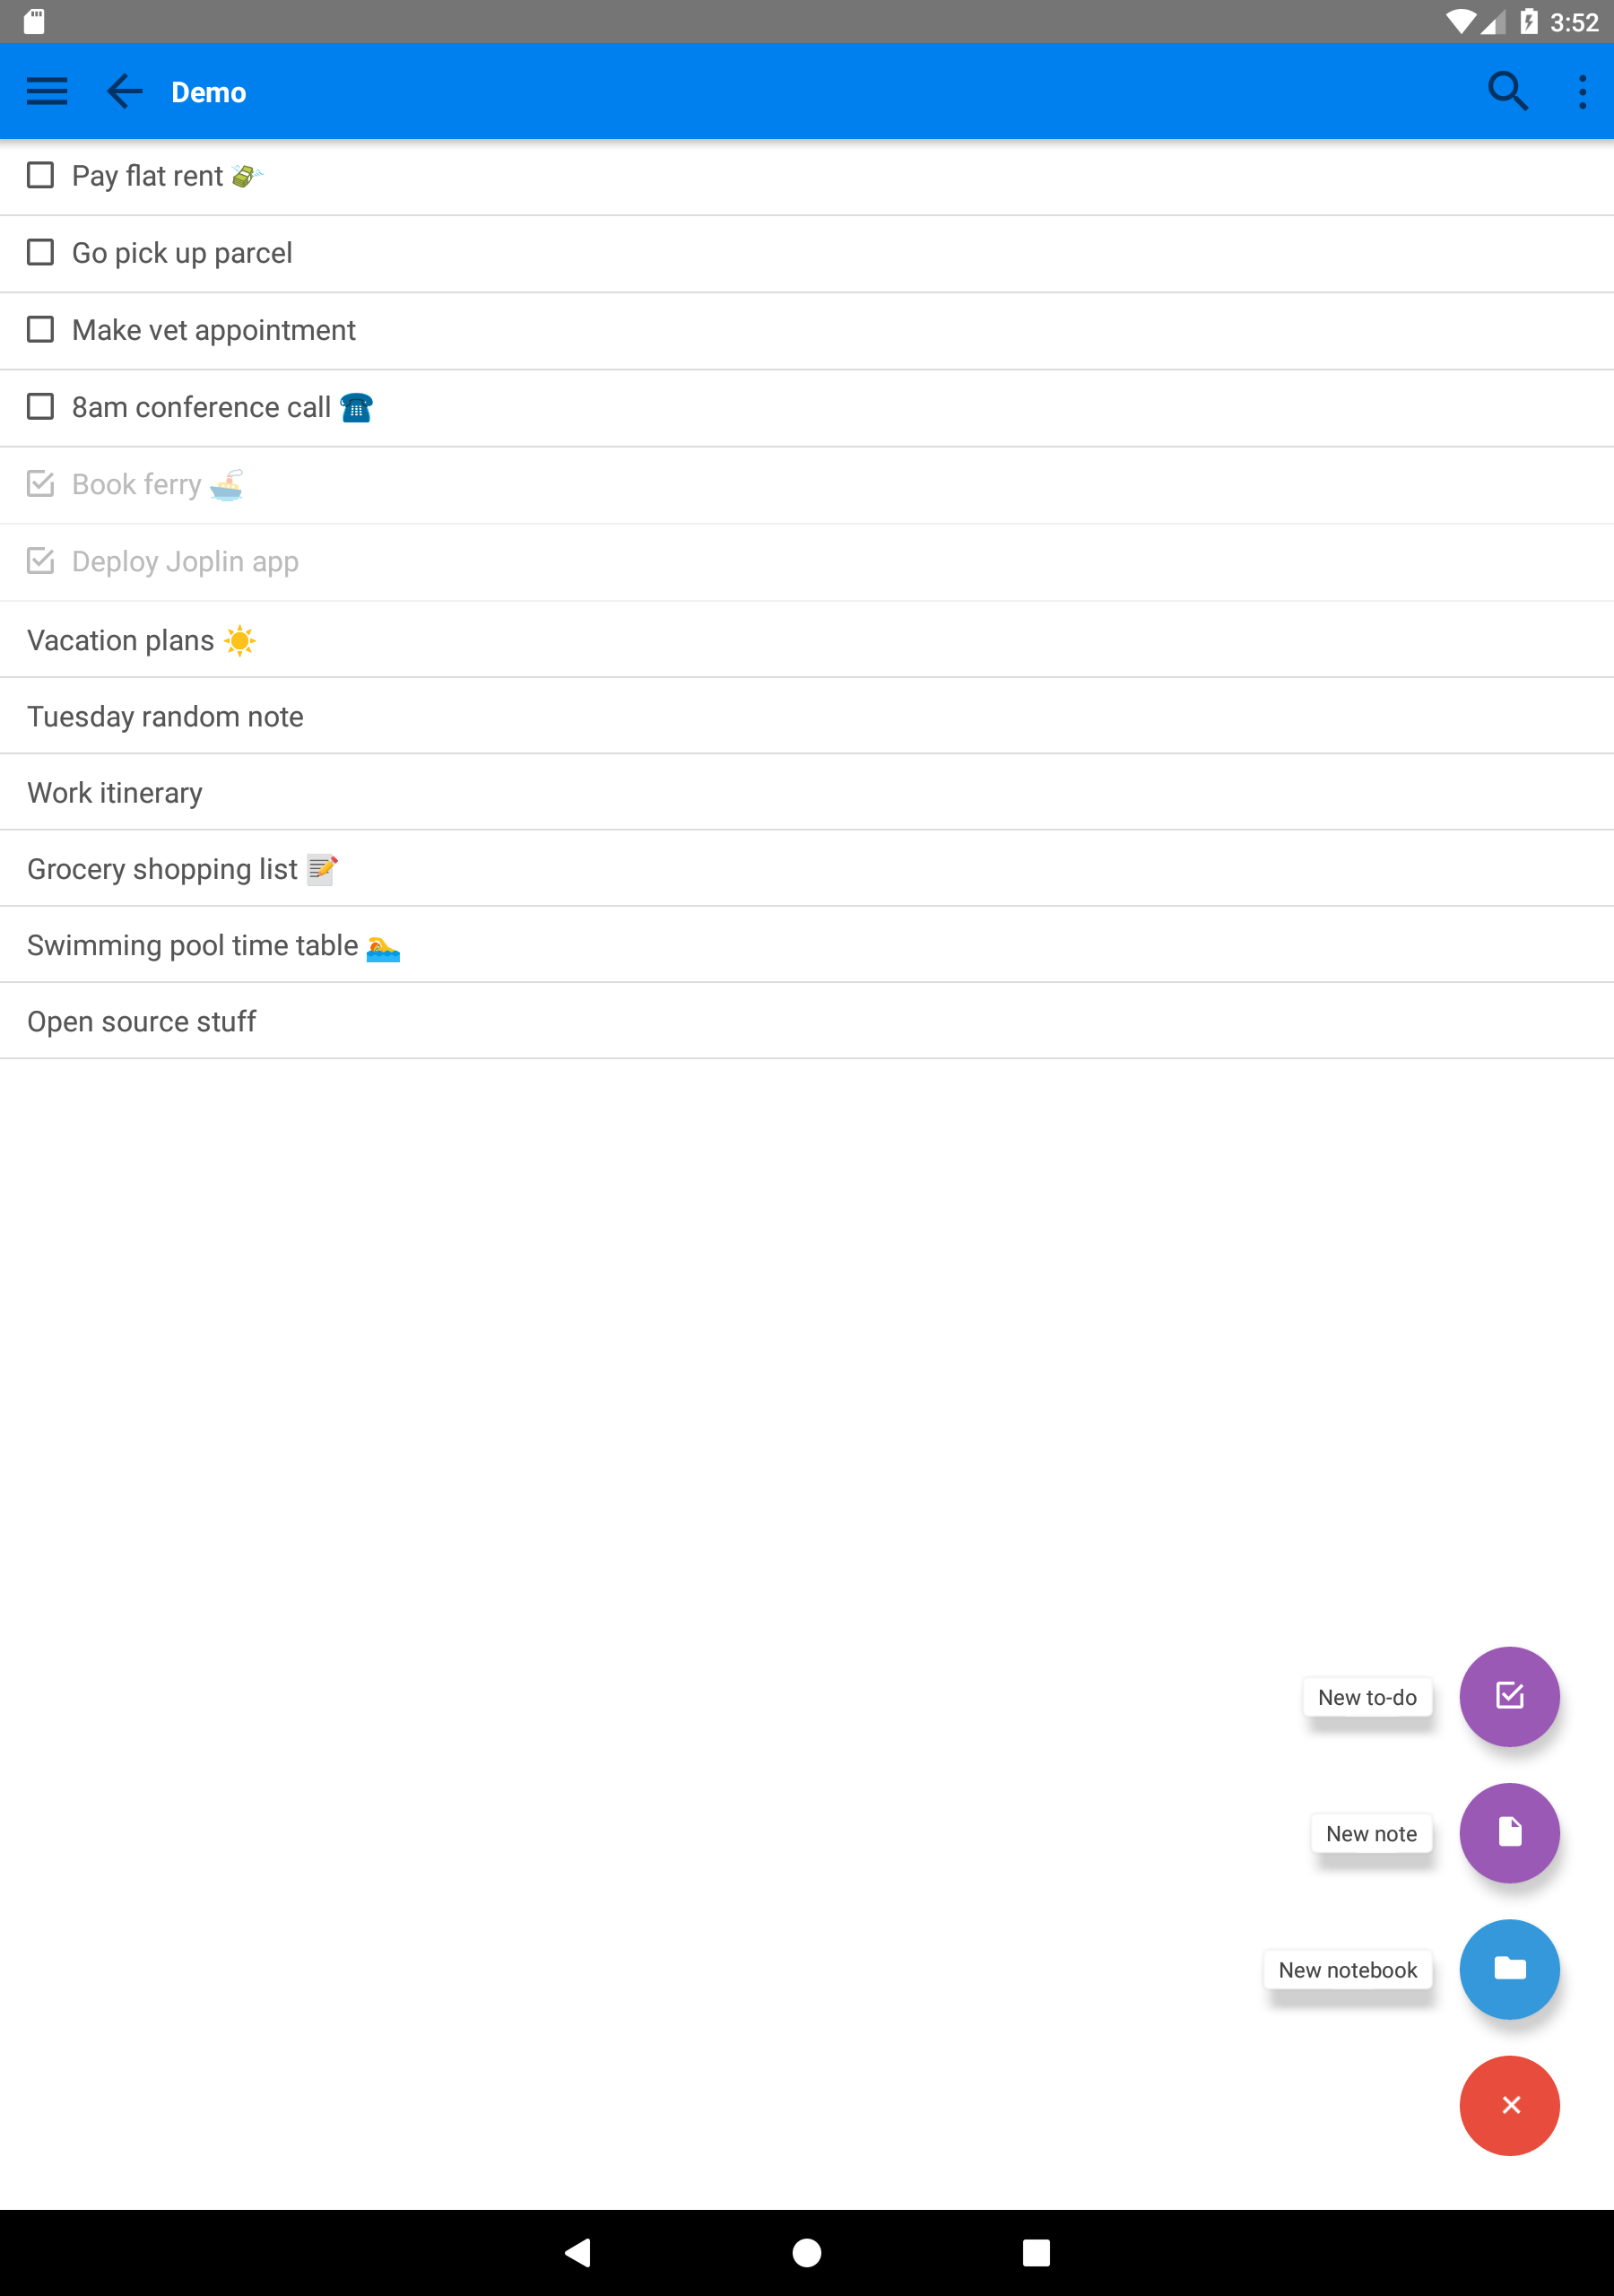 3:52
Demo
Pay flat rent 💸
Go pick up parcel
Make vet appointment
8am conference call ☎️
Book ferry 🚢
Deploy Joplin app
Vacation plans ☀️
Tuesday random note
Work itinerary
Grocery shopping list 📝
Swimming pool time table 🏊
Open source stuff
New to-do
New note
New notebook